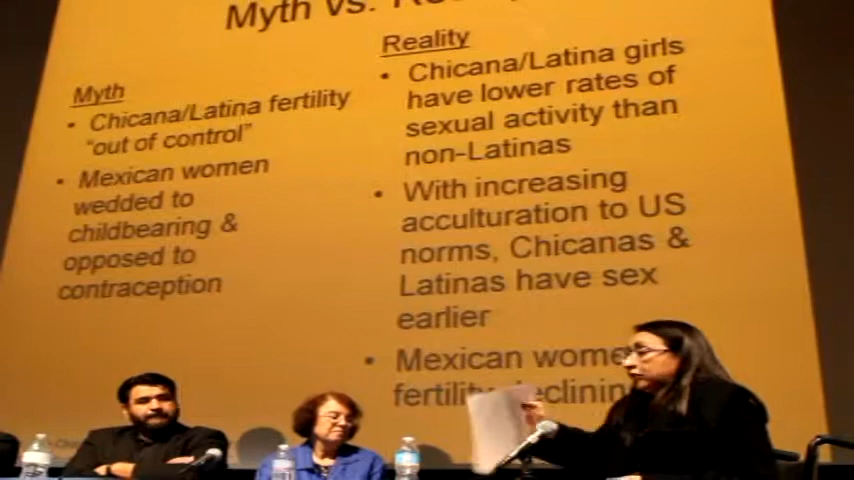 Myth vs.
Myth
• Chicana/Latina fertility
“out of control”
• Mexican women
wedded to
childbearing &
opposed to
contraception
Reality
• Chicana/Latina girls
have lower rates of
sexual activity than
non-Latinas
• With increasing
acculturation to US
norms, Chicanas &
Latinas have sex
earlier
• Mexican